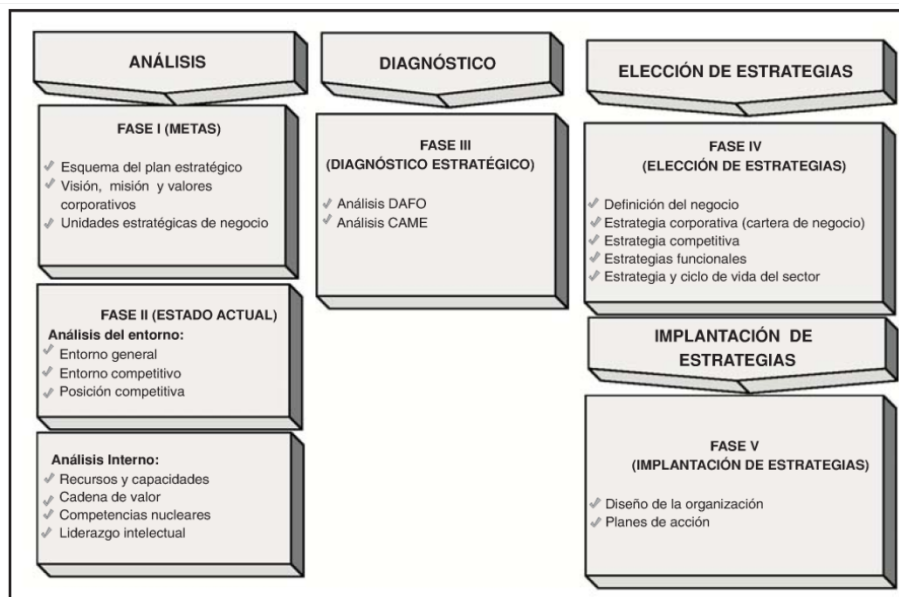 ANÁLISIS
FASE I (METAS)
Esquema del plan estratégico
Visión, misión y valores
corporativos
Unidades estratégicas de negocio
FASE II (ESTADO ACTUAL)
Análisis del entorno:
Entorno general
Entorno competitivo
Posición competitiva
Análisis Interno:
Recursos y capacidades
Cadena de valor
Competencias nucleares
Liderazgo intelectual
DIAGNÓSTICO
FASE III
(DIAGNÓSTICO ESTRATÉGICO)
Análisis DAFO
Análisis CAME
ELECCIÓN DE ESTRATEGIAS
FASE IV
(ELECCIÓN DE ESTRATEGIAS)
Definición del negocio
Estrategia corporativa (cartera de negocio)
Estrategia competitiva
Estrategias funcionales
Estrategia y ciclo de vida del sector
IMPLANTACIÓN DE
ESTRATEGIAS
FASE V
(IMPLANTACIÓN DE ESTRATEGIAS)
Diseño de la organización
Planes de acción